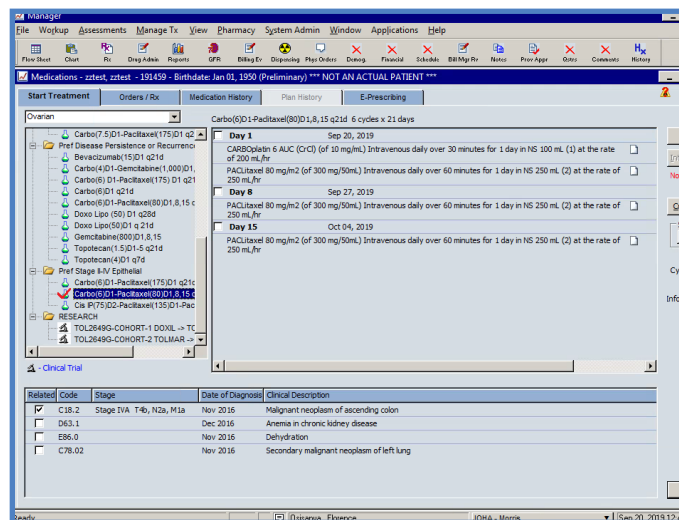 Manager
File Workup Assessments Manage Tx View Pharmacy System Admin Window Applications Help
Flow Sheet Chart Rx Drug Admin Reports GFR Billing Ev Dispensing Phys Orders Demog. Financial Schedule Bill Mgr Rv Notes Prov Appr Qstrs Comments History
Medications - zztest, zztest - 191459 - Birthdate: Jan 01, 1950 (Preliminary) *** NOT AN ACTUAL PATIENT ***
Start Treatment Orders / Rx Medication History Plan History E-Prescribing
Ovarian
Carbo(6)D1-Paclitaxel(80)D1,8,15 q21d 6 cycles x 21 days
Carbo(7.5)D1-Paclitaxel(175)D1 q2
Pref Disease Persistence or Recurrence
Bevacizumab(15)D1 q21d
Carbo(4)D1-Gemcitabine(1,000)D1,
Carbo(6) D1-Paclitaxel(175) D1 q21
Carbo(6)D1 q21d
Carbo(6)D1-Paclitaxel(80)D1,8,15 q
Doxo Lipo (50) D1 q28d
Doxo Lipo(50)D1 q 21d
Gemcitabine(800)D1,8,15
Topotecan(1.5)D1-5 q21d
Topotecan(4)D1 q7d
Pref Stage II-IV Epithelial
Carbo(6)D1-Paclitaxel(175)D1 q21d
Carbo(6)D1-Paclitaxel(80)D1,8,15 q
Cis IP(75)D2-Paclitaxel(135)D1-Pac
RESEARCH
TOL2649G-COHORT-1 DOXIL -> TO
TOL2649G-COHORT-2 TOLMAR ->
- Clinical Trial
Day 1 Sep 20, 2019
CARBOplatin 6 AUC (CrCl) (of 10 mg/mL) Intravenous daily over 30 minutes for 1 day in NS 100 mL (1) at the rate
of 200 mL/hr
PACLitaxel 80 mg/m2 (of 300 mg/50mL) Intravenous daily over 60 minutes for 1 day in NS 250 mL (2) at the rate of
250 mL/hr
Day 8 Sep 27, 2019
PACLitaxel 80 mg/m2 (of 300 mg/50mL) Intravenous daily over 60 minutes for 1 day in NS 250 mL (2) at the rate of
250 mL/hr
Day 15 Oct 04, 2019
PACLitaxel 80 mg/m2 (of 300 mg/50mL) Intravenous daily over 60 minutes for 1 day in NS 250 mL (2) at the rate of
250 mL/hr
No
Cy
Info
Related Code Stage Date of Diagnosis Clinical Description
C18.2 Stage IVA T4b, N2a, M1a Nov 2016 Malignant neoplasm of ascending colon
D63.1 Dec 2016 Anemia in chronic kidney disease
E86.0 Nov 2016 Dehydration
C78.02 Nov 2016 Secondary malignant neoplasm of left lung
Ready Osisanya, Florence JOHA - Morris Sep 20, 2019